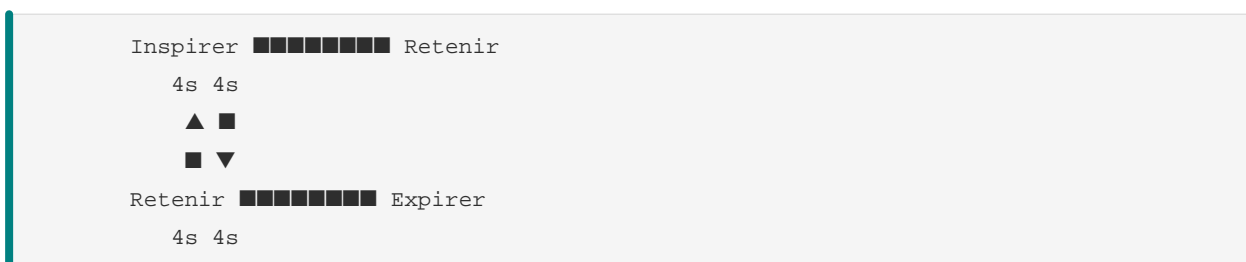 Inspirer ■■■■■■■■ Retenir
4s 4s
▲ ■
■ ▼
Retenir ■■■■■■■■ Expirer
4s 4s